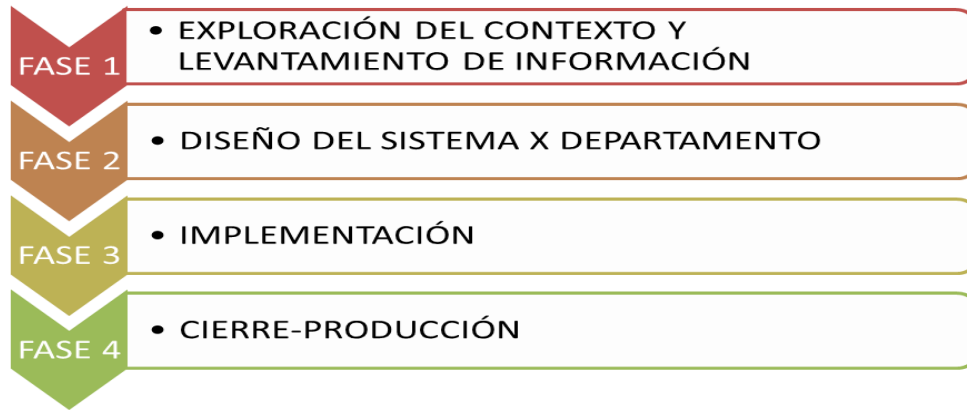 FASE 1
• EXPLORACIÓN DEL CONTEXTO Y
LEVANTAMIENTO DE INFORMACIÓN
FASE 2
• DISEÑO DEL SISTEMA X DEPARTAMENTO
FASE 3
• IMPLEMENTACIÓN
FASE 4
• CIERRE-PRODUCCIÓN